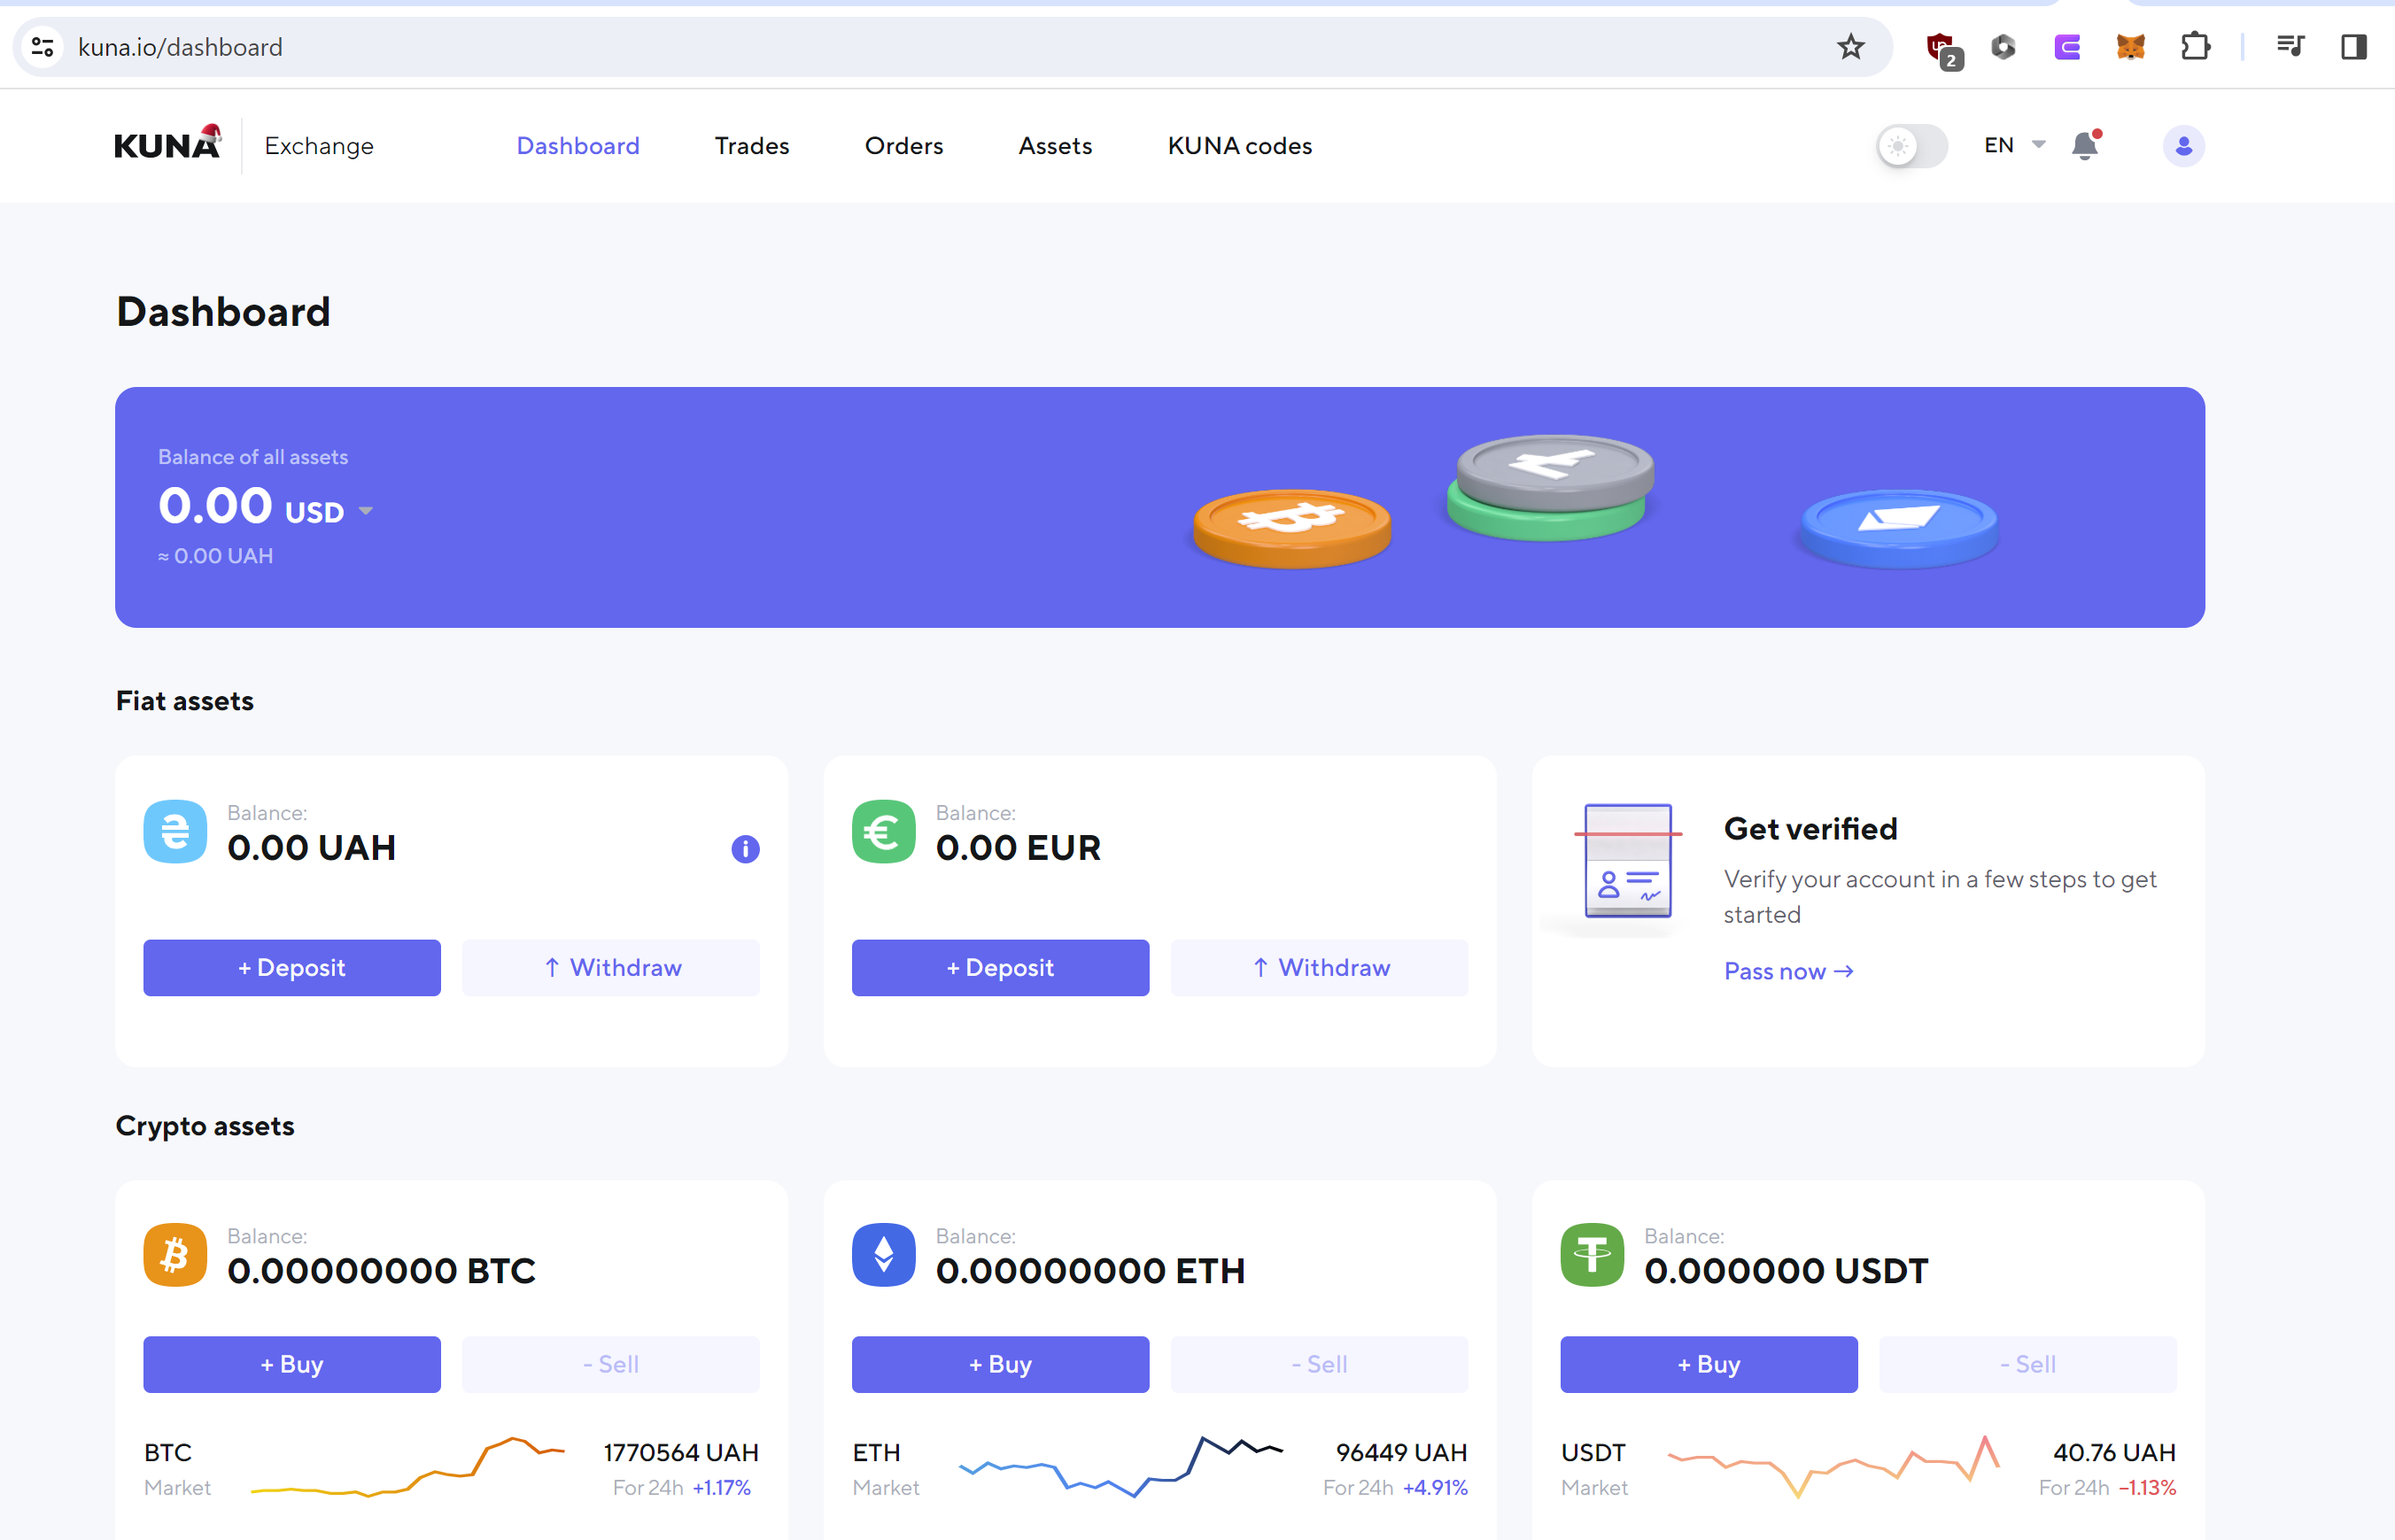 kuna.io/dashboard
2
KUNA
Exchange
Dashboard
Trades
Orders
Assets
KUNA codes
EN
Dashboard
Balance of all assets
0.00 USD
≈ 0.00 UAH
Fiat assets
Balance:
0.00 UAH
+ Deposit
↑ Withdraw
Balance:
0.00 EUR
+ Deposit
↑ Withdraw
Get verified
Verify your account in a few steps to get
started
Pass now →
Crypto assets
Balance:
0.00000000 BTC
+ Buy
- Sell
BTC
1770564 UAH
Market
For 24h +1.17%
Balance:
0.00000000 ETH
+ Buy
- Sell
ETH
96449 UAH
Market
For 24h +4.91%
Balance:
0.000000 USDT
+ Buy
- Sell
USDT
40.76 UAH
Market
For 24h −1.13%